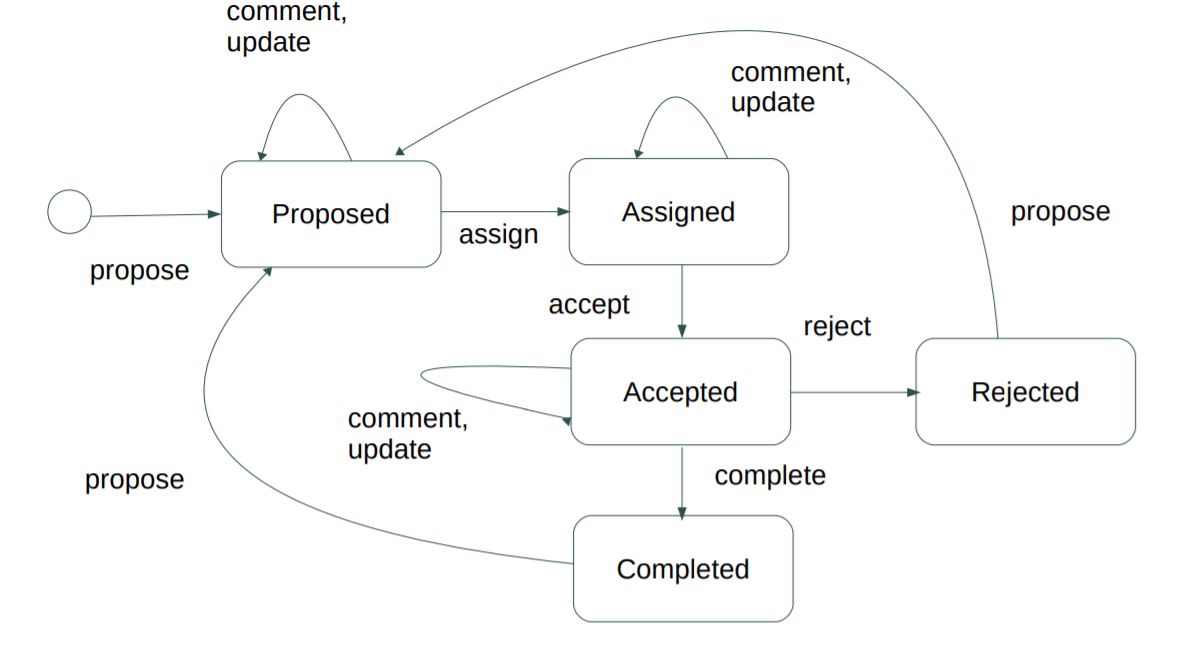 comment,
update
comment,
update
propose
Proposed
Assigned
assign
propose
accept
reject
Accepted
Rejected
comment,
update
propose
complete
Completed